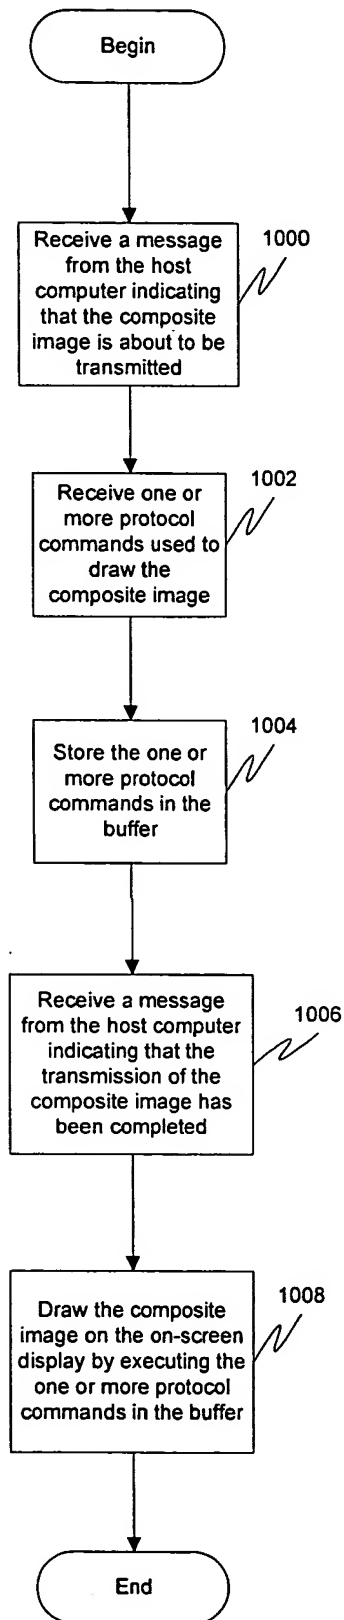 Begin
Receive a message
from the host
computer indicating
that the composite
image is about to be
transmitted
1000
Receive one or
more protocol
commands used to
draw the
composite image
1002
Store the one or
more protocol
commands in the
buffer
1004
Receive a message
from the host computer
indicating that the
transmission of the
composite image has
been completed
1006
Draw the composite
image on the on-screen
display by executing the
one or more protocol
commands in the buffer
1008
End